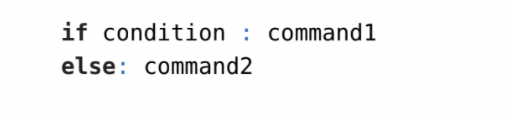 if condition : command1
else: command2